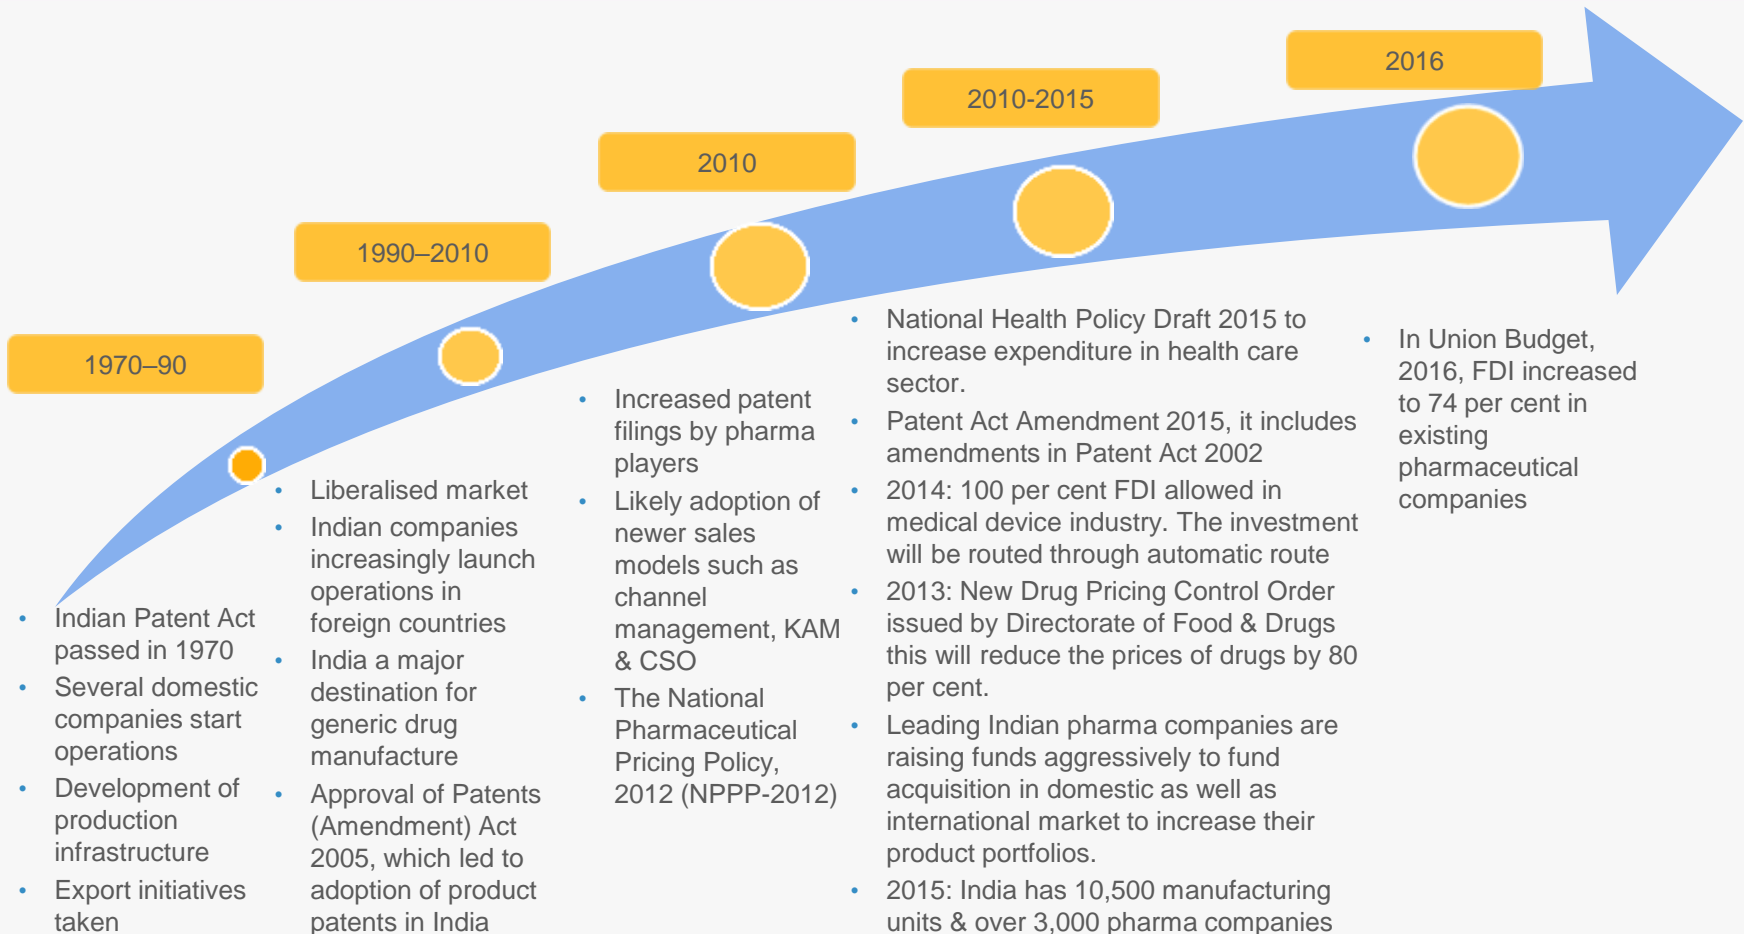 1970–90
• Indian Patent Act
passed in 1970
• Several domestic
companies start
operations
• Development of
production
infrastructure
• Export initiatives
taken
1990–2010
• Liberalised market
• Indian companies
increasingly launch
operations in
foreign countries
• India a major
destination for
generic drug
manufacture
• Approval of Patents
(Amendment) Act
2005, which led to
adoption of product
patents in India
2010
• Increased patent
filings by pharma
players
• Likely adoption of
newer sales
models such as
channel
management, KAM
& CSO
• The National
Pharmaceutical
Pricing Policy,
2012 (NPPP-2012)
2010-2015
• National Health Policy Draft 2015 to
increase expenditure in health care
sector.
• Patent Act Amendment 2015, it includes
amendments in Patent Act 2002
• 2014: 100 per cent FDI allowed in
medical device industry. The investment
will be routed through automatic route
• 2013: New Drug Pricing Control Order
issued by Directorate of Food & Drugs
this will reduce the prices of drugs by 80
per cent.
• Leading Indian pharma companies are
raising funds aggressively to fund
acquisition in domestic as well as
international market to increase their
product portfolios.
• 2015: India has 10,500 manufacturing
units & over 3,000 pharma companies
2016
• In Union Budget,
2016, FDI increased
to 74 per cent in
existing
pharmaceutical
companies